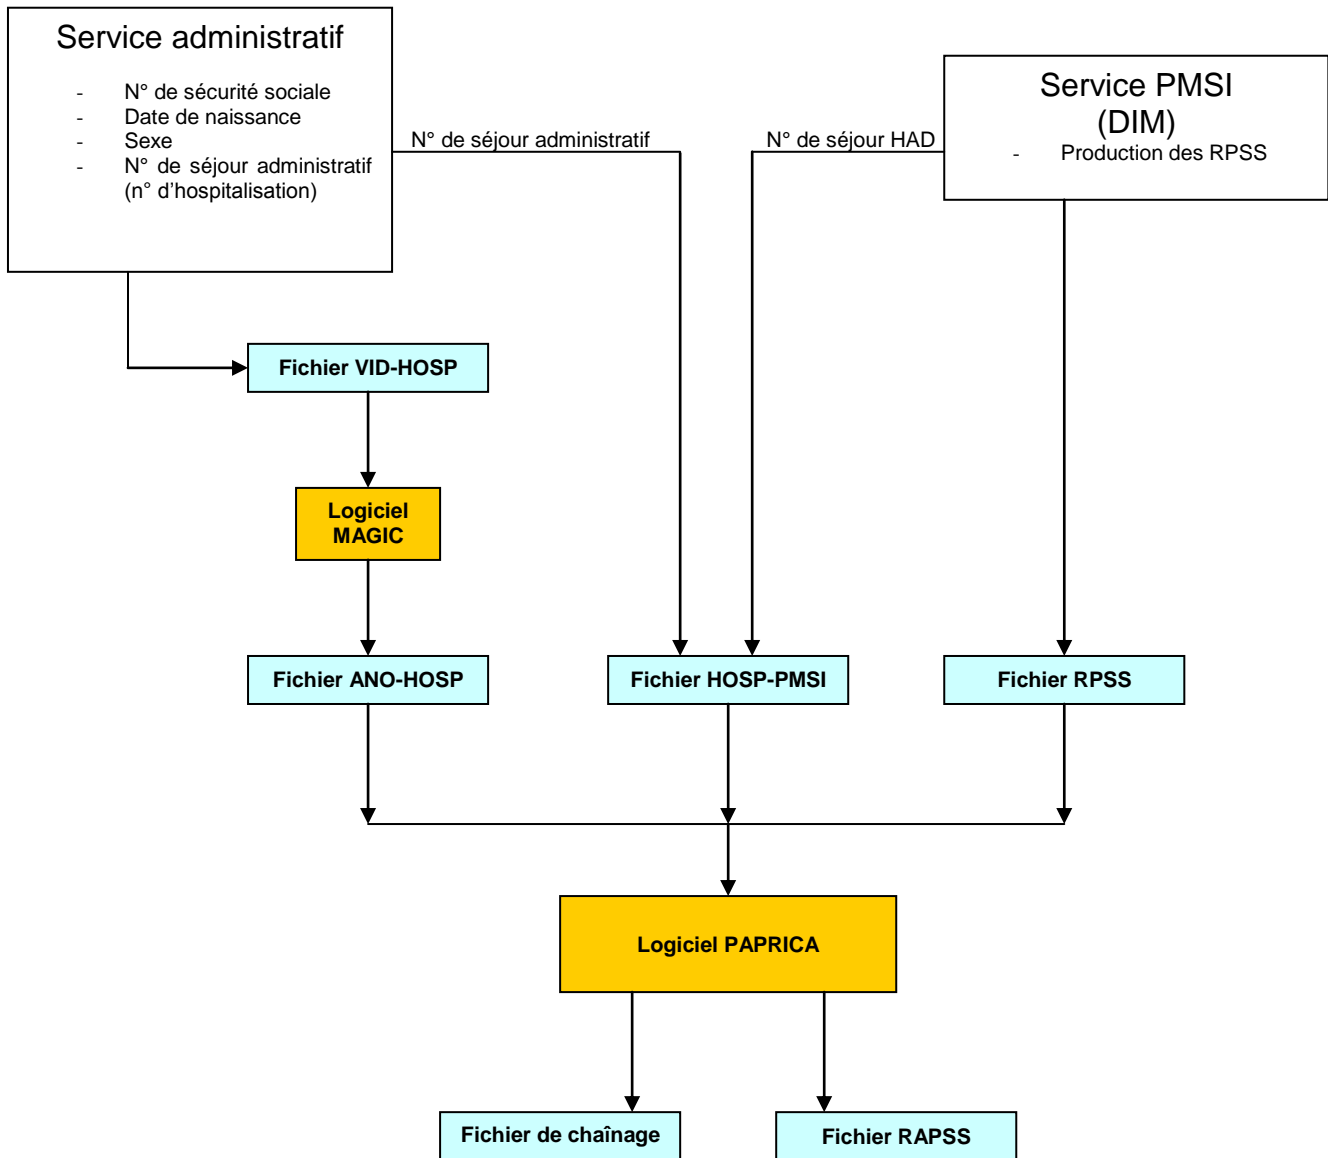 Service administratif
- N° de sécurité sociale
- Date de naissance
- Sexe
- N° de séjour administratif
(n° d'hospitalisation)
N° de séjour administratif
N° de séjour HAD
Service PMSI
(DIM)
- Production des RPSS
Fichier VID-HOSP
Logiciel
MAGIC
Fichier ANO-HOSP
Fichier HOSP-PMSI
Fichier RPSS
Logiciel PAPRICA
Fichier de chaînage
Fichier RAPSS